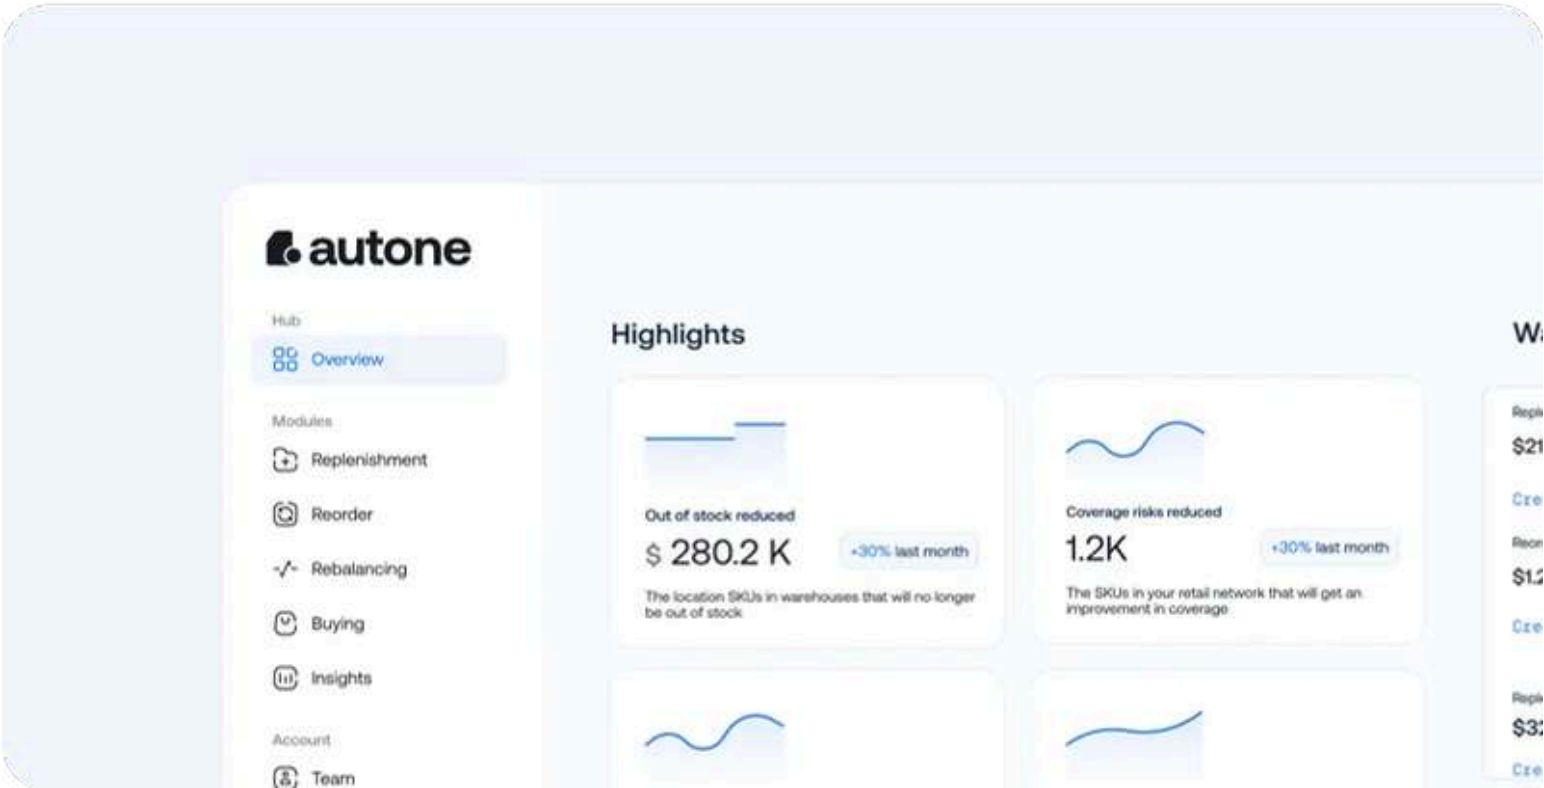 autone
Hub
Overview
Modules
Replenishment
Reorder
Rebalancing
Buying
Insights
Account
Team
Highlights
Out of stock reduced
$ 280.2 K
+30% last month
The location SKUs in warehouses that will no longer
be out of stock
Coverage risks reduced
1.2K
+30% last month
The SKUs in your retail network that will get an
improvement in coverage